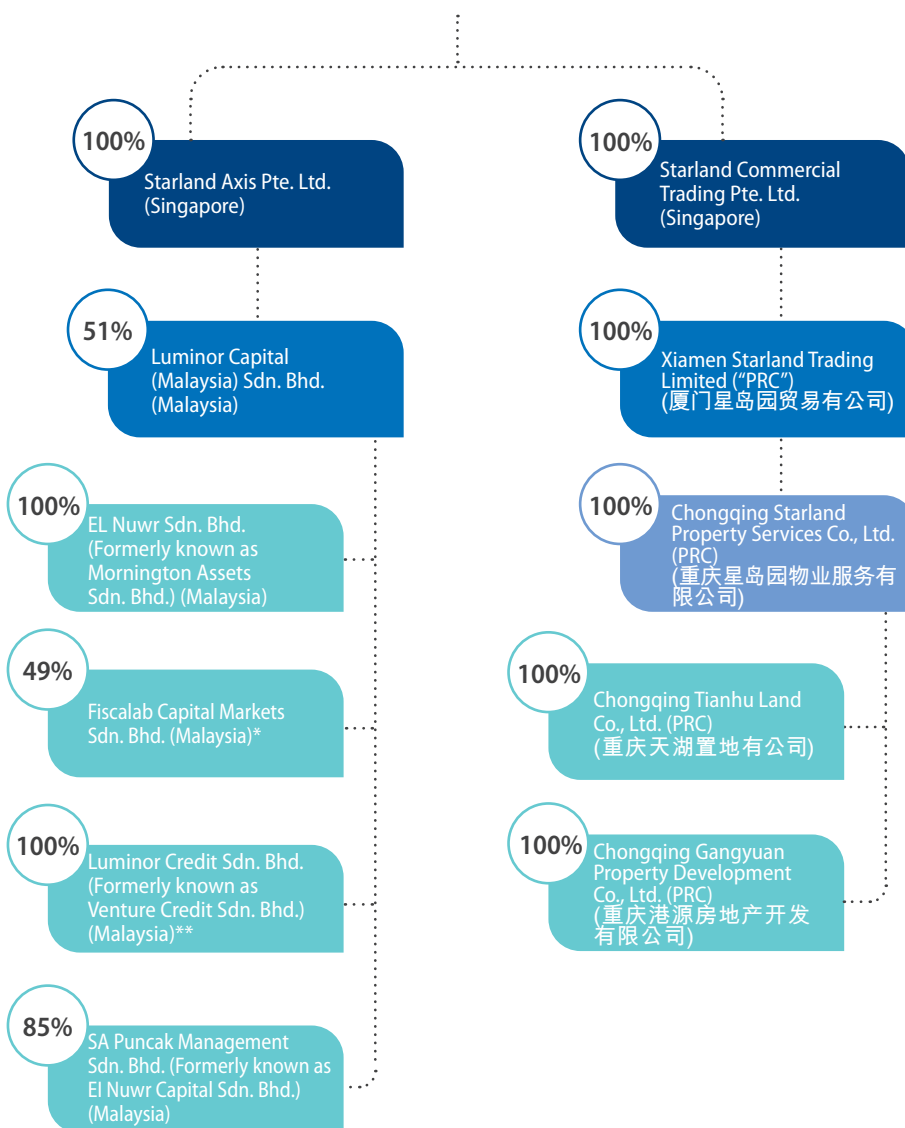 100%
Starland Axis Pte. Ltd.
(Singapore)
51%
Luminor Capital
(Malaysia) Sdn. Bhd.
(Malaysia)
100%
EL Nuwr Sdn. Bhd.
(Formerly known as
Mornington Assets
Sdn. Bhd.) (Malaysia)
49%
Fiscalab Capital Markets
Sdn. Bhd. (Malaysia)*
100%
Luminor Credit Sdn. Bhd.
(Formerly known as
Venture Credit Sdn. Bhd.)
(Malaysia)**
85%
SA Puncak Management
Sdn. Bhd. (Formerly known as
EI Nuwr Capital Sdn. Bhd.)
(Malaysia)
100%
Starland Commercial
Trading Pte. Ltd.
(Singapore)
100%
Xiamen Starland Trading
Limited (“PRC”)
(厦门星岛园贸易有公司)
100%
Chongqing Starland
Property Services Co., Ltd.
(PRC)
(重庆星岛园物业服务有
限公司)
100%
Chongqing Tianhu Land
Co., Ltd. (PRC)
(重庆天湖置地有公司)
100%
Chongqing Gangyuan
Property Development
Co., Ltd. (PRC)
(重庆港源房地产开发
有限公司)